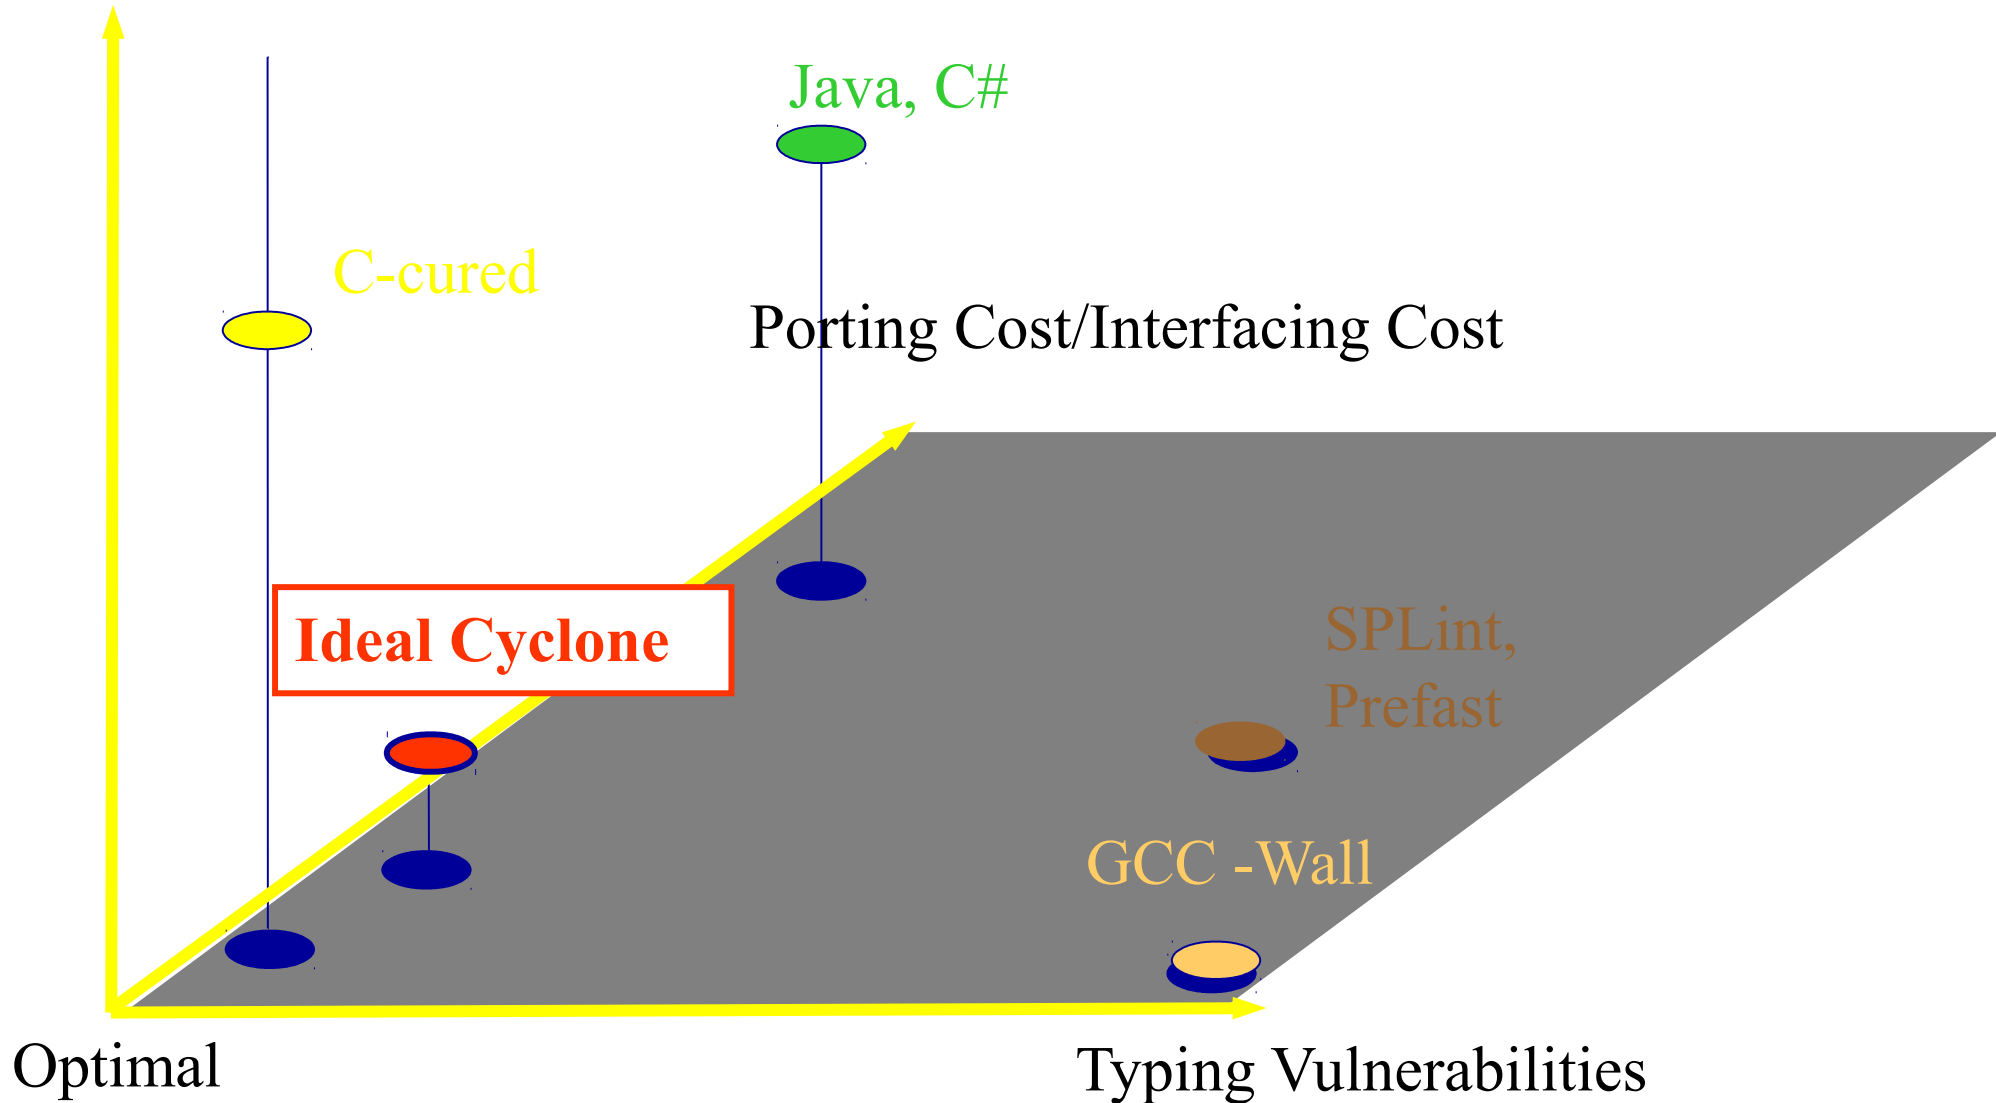 Java, C#
C-cured
Porting Cost/Interfacing Cost
Ideal Cyclone
SPLint,
Prefast
GCC -Wall
Optimal
Typing Vulnerabilities